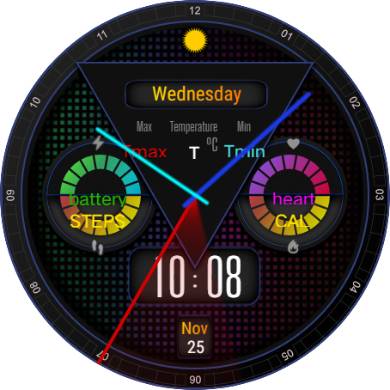 12
11
01
10
02
Wednesday
Max Temperature Min
°C
Tmax T Tmin
09
03
battery
heart
STEPS
CAL
10:08
08
04
Nov
25
07
06